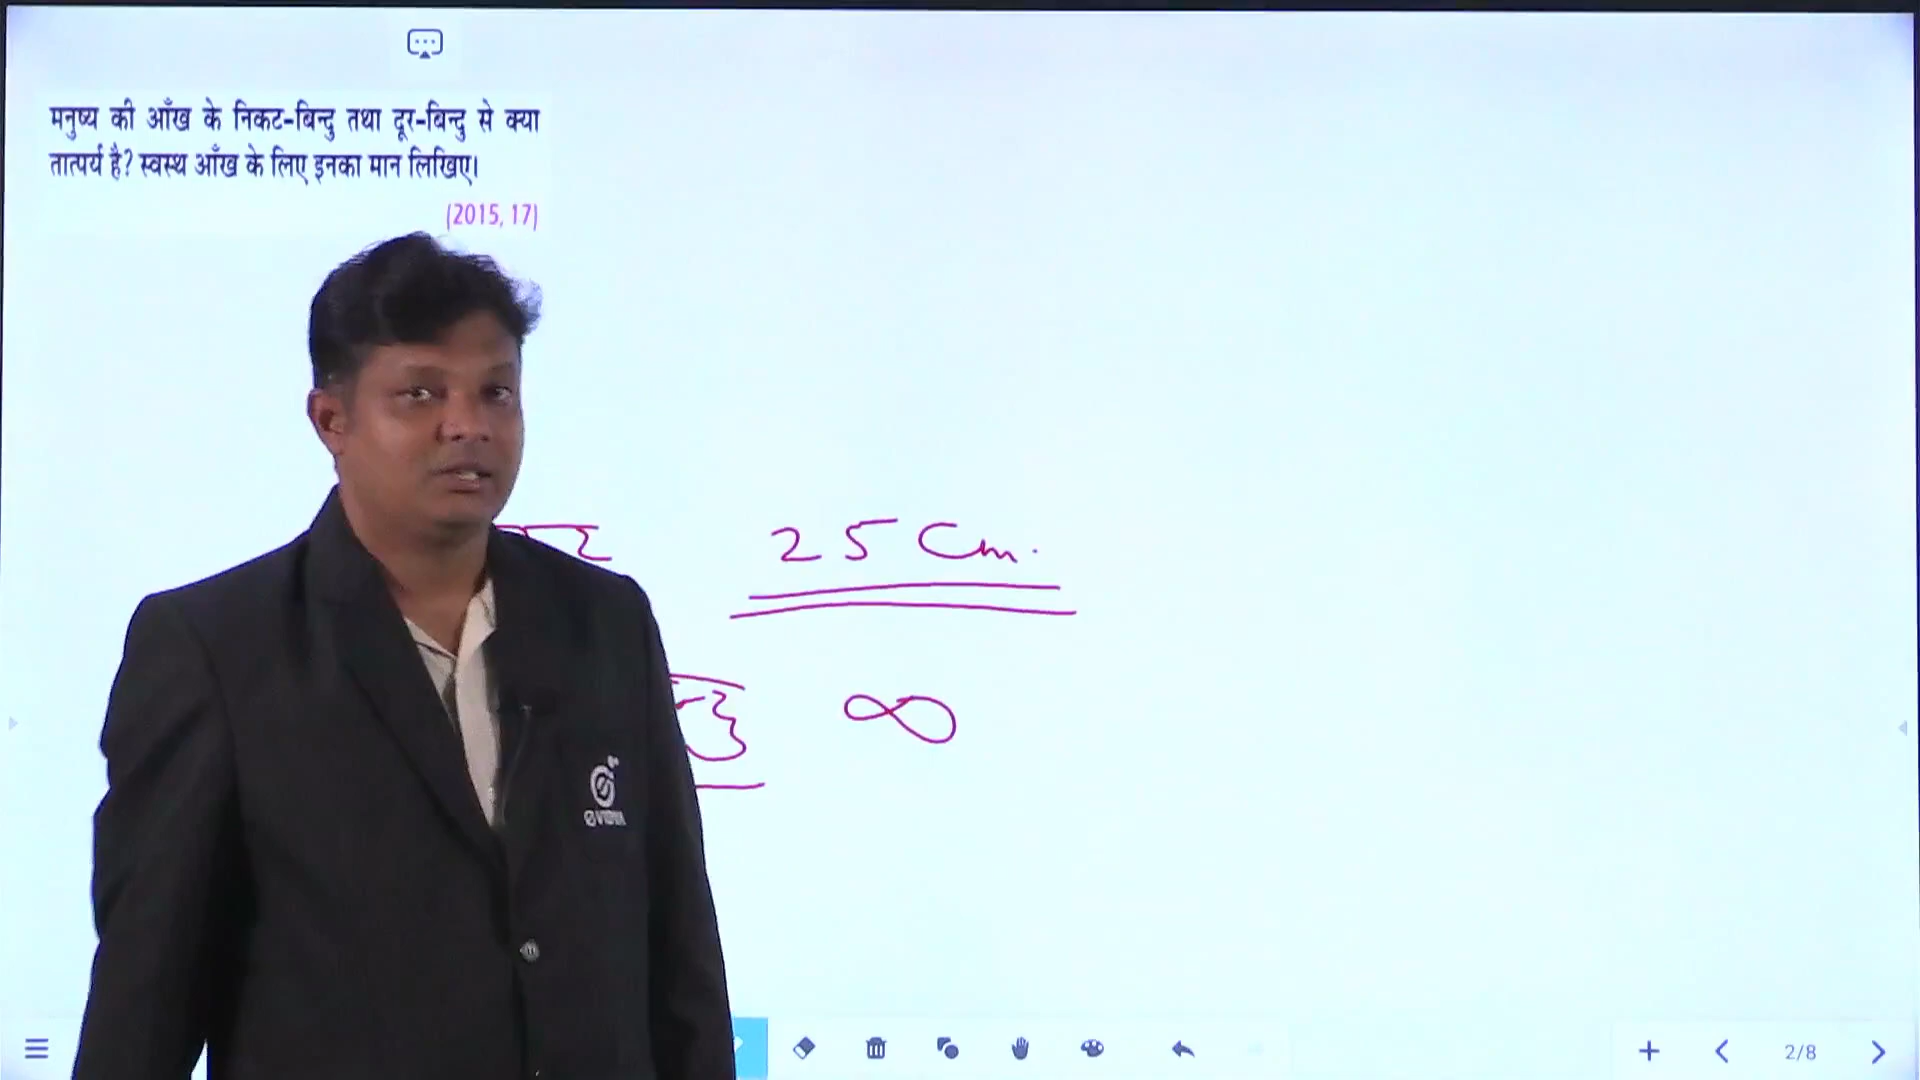 मनुष्य की आँख के निकट-बिन्दु तथा दूर-बिन्दु से क्या
तात्पर्य है? स्वस्थ आँख के लिए इनका मान लिखिए।
(2015, 17)
25 Cm.
∞
2/8